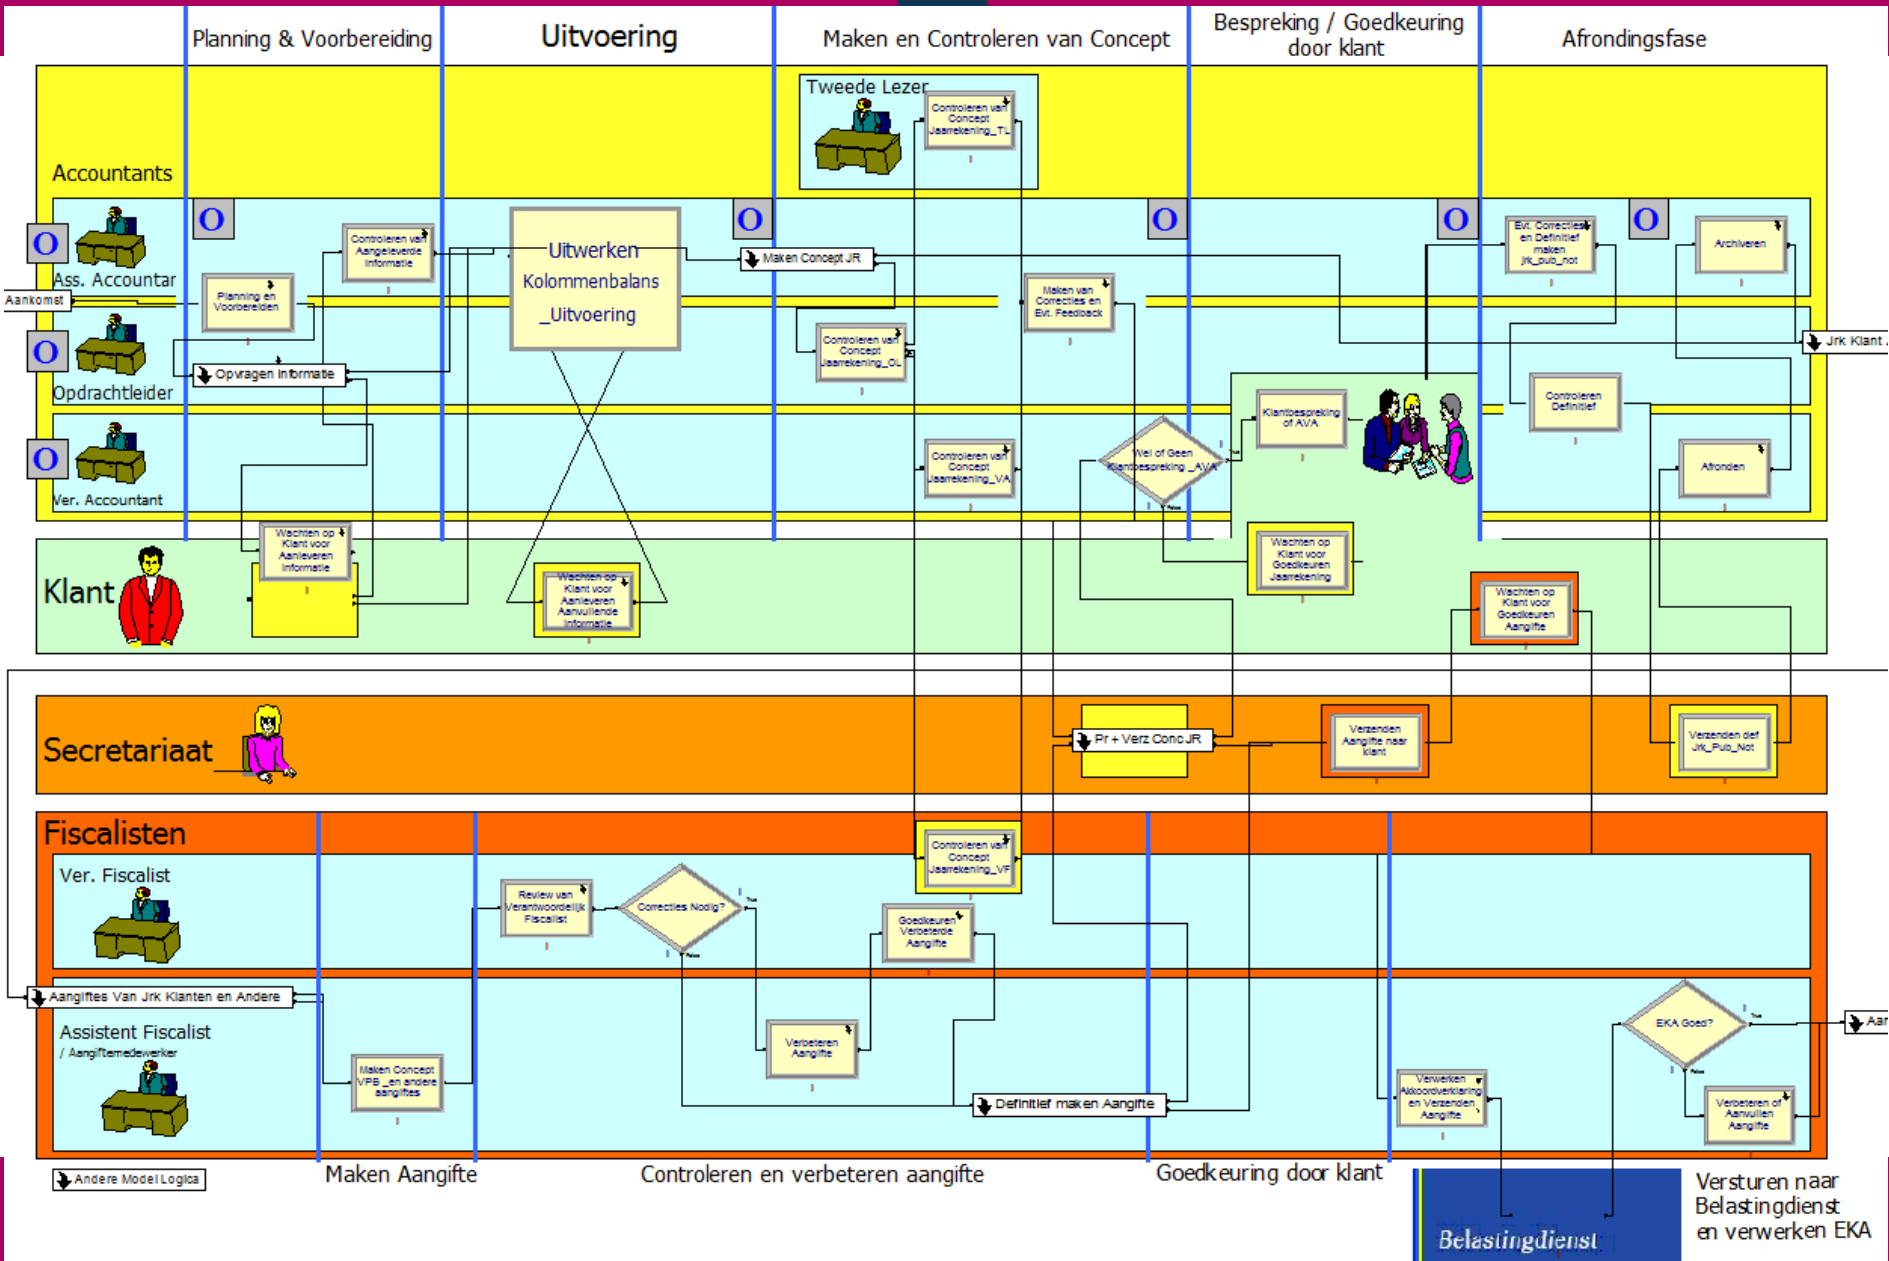 Planning & Voorbereiding
Uitvoering
Maken en Controleren van Concept
Bespreking / Goedkeuring
door klant
Afrondingsfase
Tweede Lezer
Controleren van
Concept
Jaarrekening_TL
Accountants
O
O
O
O
O
O
Ass. Accountar
Controleren van
Aangeleverde
Informatie
Uitwerken
Kolommenbalans
_Uitvoering
Maken Concept JR
Evt. Correcties
en Definitief
maken
jrk_pub_not
Archiveren
Aankomst
Planning en
Voorbereiden
Maken van
Correcties en
Evt. Feedback
O
Opdrachtleider
Opvragen Informatie
Controleren van
Concept
Jaarrekening_OL
Jrk Klant
Klantbespreking
of AVA
Controleren
Definitief
O
Ver. Accountant
Controleren van
Concept
Jaarrekening_VA
Wel of Geen
Klantbespreking _AVA
True
False
Afronden
Klant
Wachten op
Klant voor
Aanleveren
Informatie
Wachten op
Klant voor
Aanleveren
Aanvullende
Informatie
Wachten op
Klant voor
Goedkeuren
Jaarrekening
Wachten op
Klant voor
Goedkeuren
Aangifte
Secretariaat
Pr + Verz ConcJR
Verzenden
Aangifte naar
klant
Verzenden def
Jrk_Pub_Not
Fiscalisten
Ver. Fiscalist
Review van
Verantwoordelijk
Fiscalist
Correcties Nodig?
True
False
Controleren van
Concept
Jaarrekening_VF
Goedkeuren
Verbeterde
Aangifte
Aangiftes Van Jrk Klanten en Andere
Assistent Fiscalist
/ Aangiftemedewerker
Maken Concept
VPB _en andere
aangiftes
Verbeteren
Aangifte
Definitief maken Aangifte
Verwerken
Akkoordverklaring
en Verzenden
Aangifte
EKA Goed?
True
False
Aar
Verbeteren of
Aanvullen
Aangifte
Andere Model Logica
Maken Aangifte
Controleren en verbeteren aangifte
Goedkeuring door klant
Belastingdienst
Versturen naar
Belastingdienst
en verwerken EKA